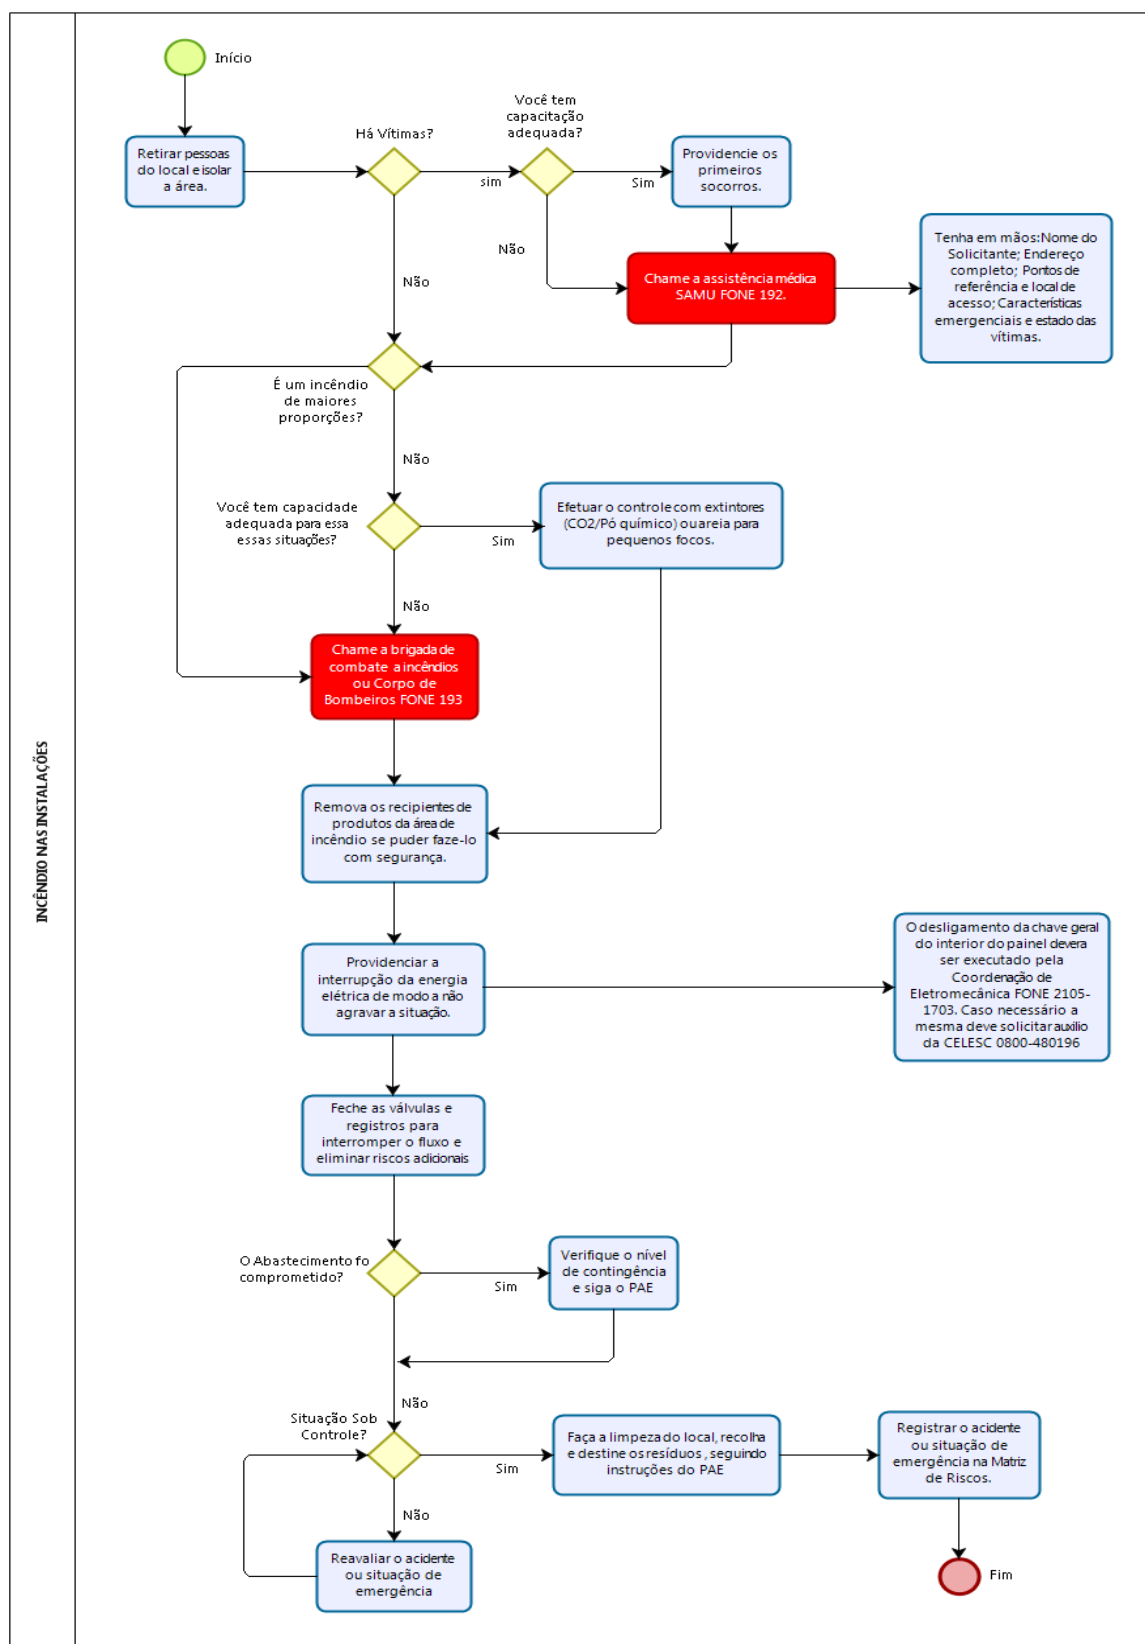 INCÊNDIO NAS INSTALAÇÕES
Início
Retirar pessoas
do local e isolar
a área.
Há Vítimas?
sim
Você tem
capacitação
adequada?
Sim
Providencie os
primeiros
socorros.
Não
Não
Chame a assistência médica
SAMU FONE 192.
Tenha em mãos:Nome do
Solicitante; Endereço
completo; Pontos de
referência e local de
acesso; Características
emergenciais e estado das
vítimas.
É um incêndio
de maiores
proporções?
Não
Você tem capacidade
adequada para essa
essas situações?
Sim
Efetuar o controle com extintores
(CO2/Pó químico) ou areia para
pequenos focos.
Não
Chame a brigada de
combate a incêndios
ou Corpo de
Bombeiros FONE 193
Remova os recipientes de
produtos da área de
incêndio se puder faze-lo
com segurança.
Providenciar a
interrupção da energia
elétrica de modo a não
agravar a situação.
O desligamento da chave geral
do interior do painel devera
ser executado pela
Coordenação de
Eletromecânica FONE 2105-
1703. Caso necessário a
mesma deve solicitar auxilio
da CELESC 0800-480196
Feche as válvulas e
registros para
interromper o fluxo e
eliminar riscos adicionais
O Abastecimento fo
comprometido?
Sim
Verifique o nível
de contingência
e siga o PAE
Não
Situação Sob
Controle?
Sim
Faça a limpeza do local, recolha
e destine os resíduos , seguindo
instruções do PAE
Registrar o acidente
ou situação de
emergência na Matriz
de Riscos.
Não
Reavaliar o acidente
ou situação de
emergência
Fim